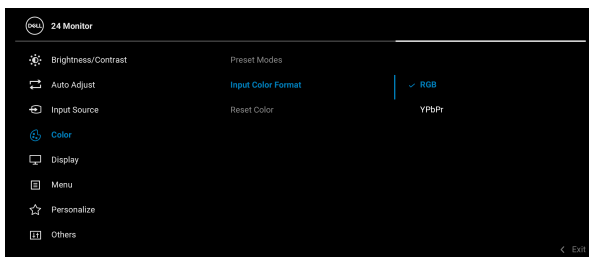 DELL 24 Monitor
Brightness/Contrast Preset Modes
Auto Adjust Input Color Format RGB
Input Source Reset Color YPbPr
Color
Display
Menu
Personalize
Others
Exit